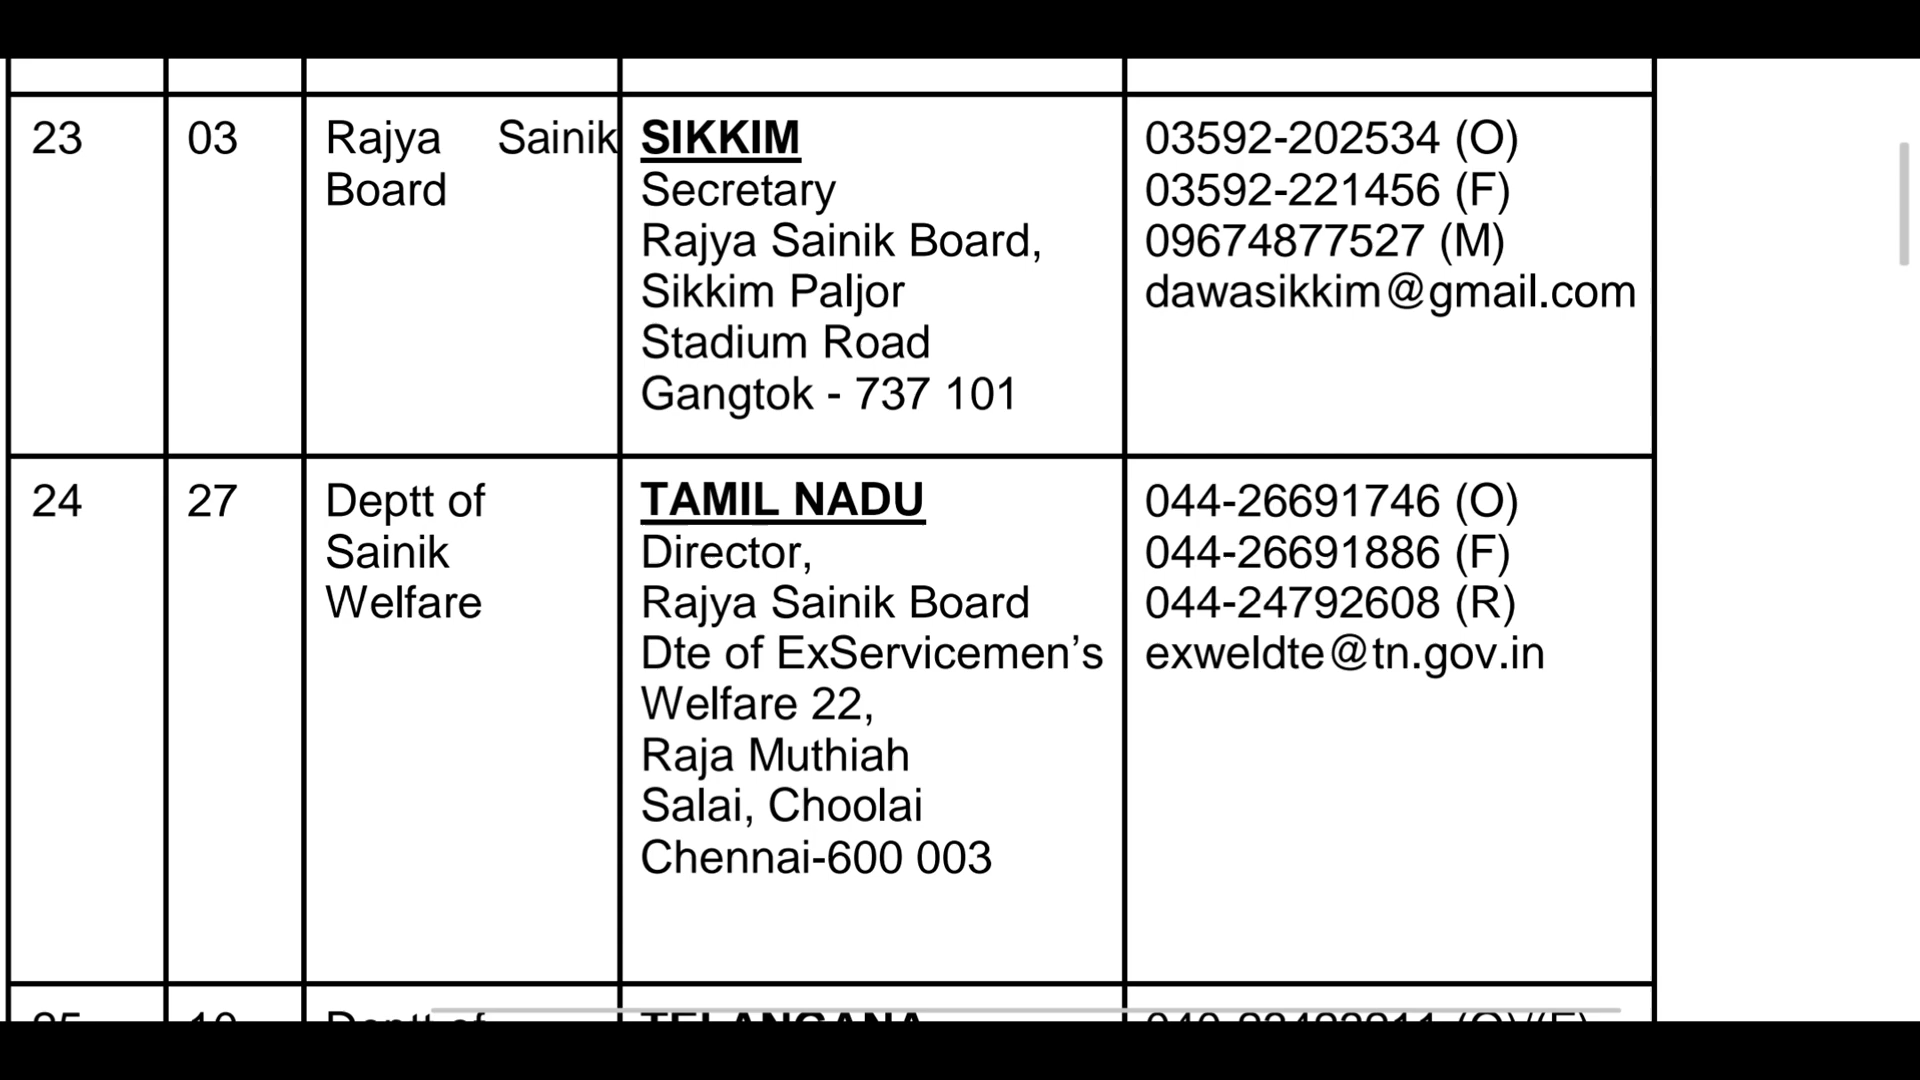 23 03 Rajya Sainik SIKKIM 03592-202534 (O)
Board Secretary 03592-221456 (F)
Rajya Sainik Board, 09674877527 (M)
Sikkim Paljor dawasikkim@gmail.com
Stadium Road
Gangtok - 737 101
24 27 Deptt of TAMIL NADU 044-26691746 (O)
Sainik Director, 044-26691886 (F)
Welfare Rajya Sainik Board 044-24792608 (R)
Dte of ExServicemen’s exweldte@tn.gov.in
Welfare 22,
Raja Muthiah
Salai, Choolai
Chennai-600 003
Deptt of TELANGANA